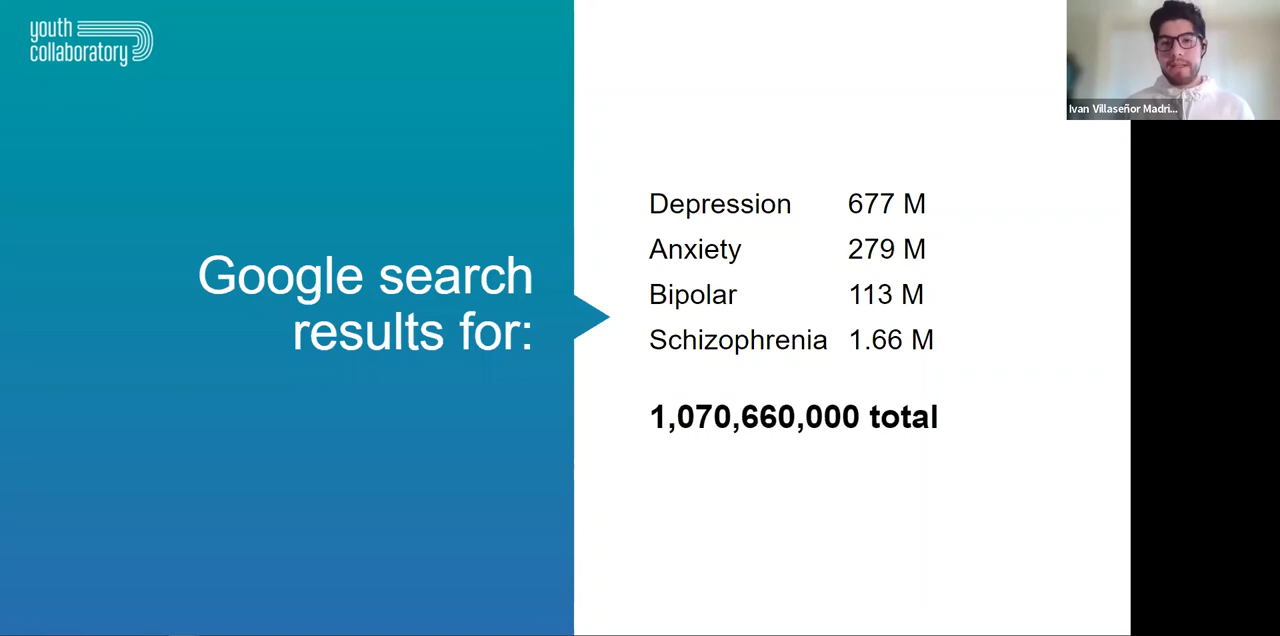 youth
collaboratory
Ivan Villaseñor Madri...
Google search
results for:
Depression 677 M
Anxiety 279 M
Bipolar 113 M
Schizophrenia 1.66 M
1,070,660,000 total